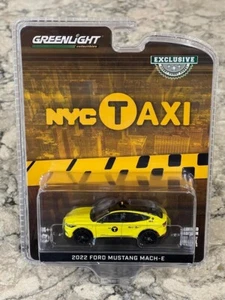 GREENLIGHT
EXCLUSIVE
NYC TAXI
T
2022 FORD MUSTANG MACH-E